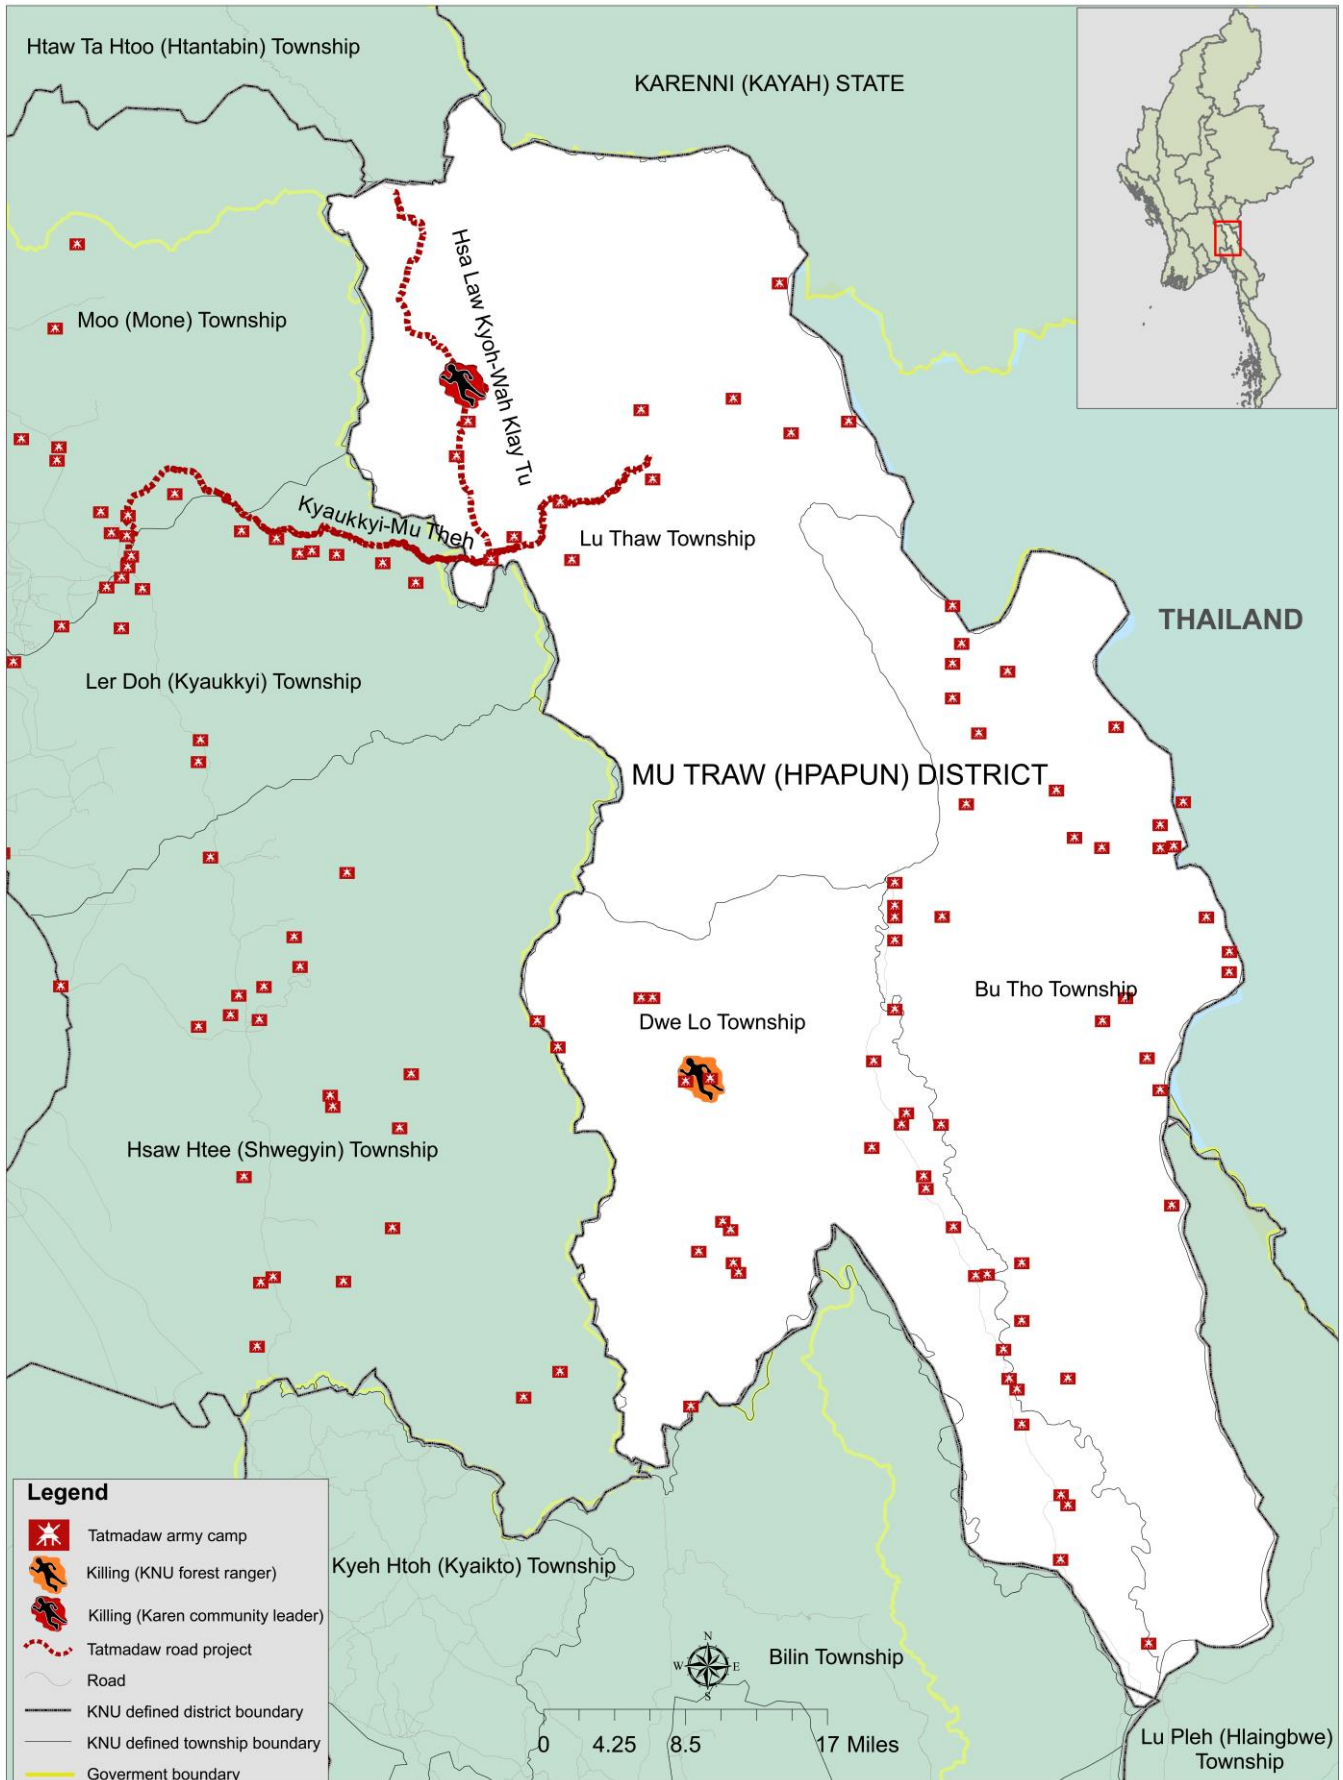 Htaw Ta Htoo (Htantabin) Township
KARENNI (KAYAH) STATE
Moo (Mone) Township
Hsa Law Kyoh-Wah Klay Tu
Kyaukkyi-Mu Theh
Lu Thaw Township
THAILAND
Ler Doh (Kyaukkyi) Township
MU TRAW (HPAPUN) DISTRICT
Bu Tho Township
Dwe Lo Township
Hsaw Htee (Shwegyin) Township
Legend
Tatmadaw army camp
Killing (KNU forest ranger)
Killing (Karen community leader)
Tatmadaw road project
Road
KNU defined district boundary
KNU defined township boundary
Goverment boundary
Kyeh Htoh (Kyaikto) Township
N
W E
S
Bilin Township
0 4.25 8.5 17 Miles
Lu Pleh (Hlaingbwe)
Township